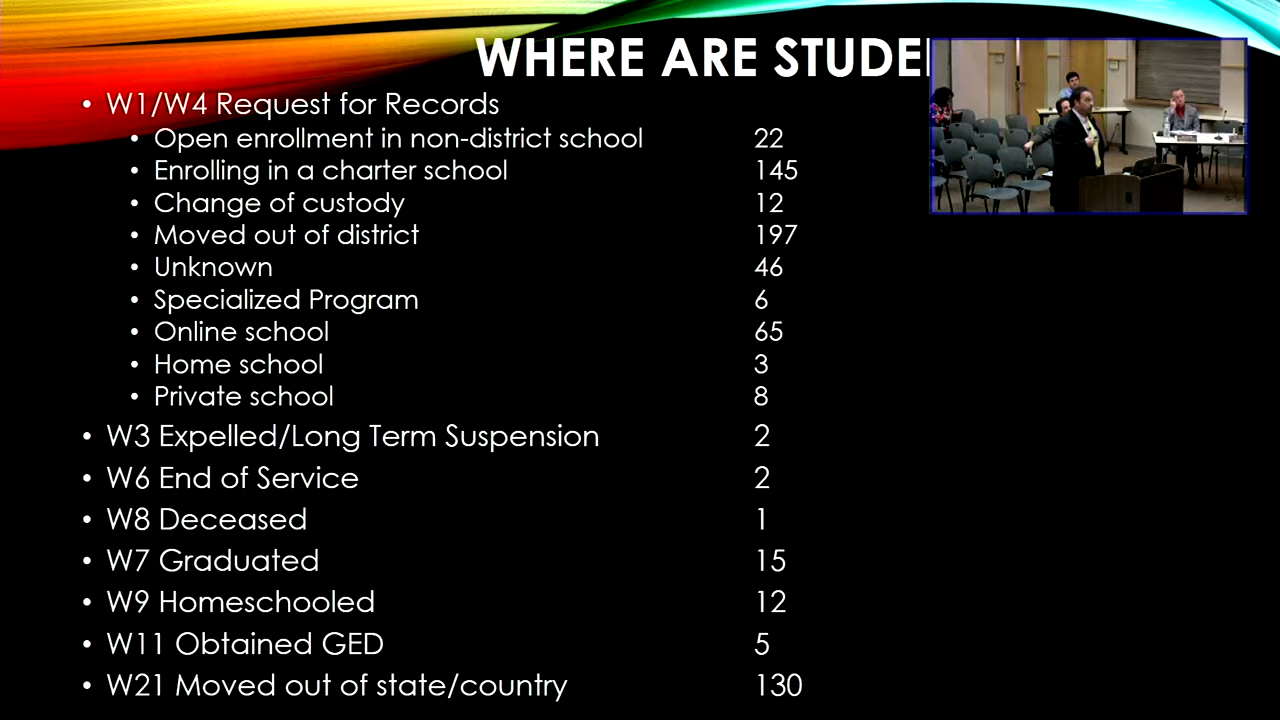 WHERE ARE
• W1/W4 Request for Records
• Open enrollment in non-district school 22
• Enrolling in a charter school 145
• Change of custody 12
• Moved out of district 197
• Unknown 46
• Specialized Program 6
• Online school 65
• Home school 3
• Private school 8
• W3 Expelled/Long Term Suspension 2
• W6 End of Service 2
• W8 Deceased 1
• W7 Graduated 15
• W9 Homeschooled 12
• W11 Obtained GED 5
• W21 Moved out of state/country 130